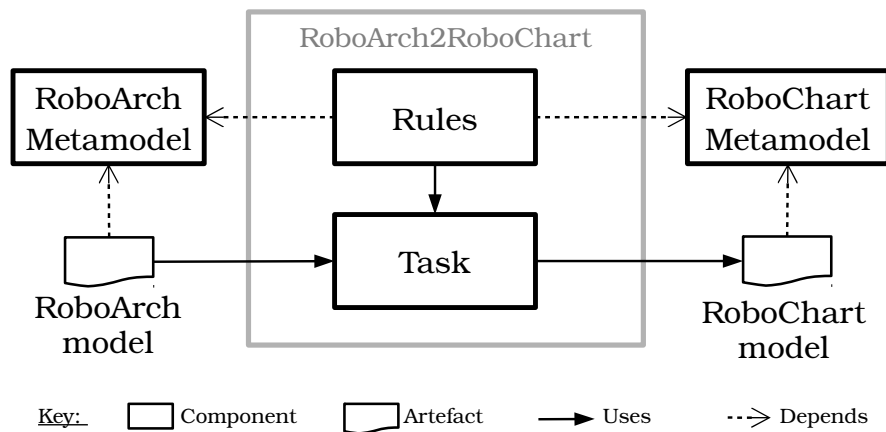 RoboArch2RoboChart
RoboArch
Metamodel
Rules
RoboChart
Metamodel
Task
RoboArch
model
RoboChart
model
Key: Component Artefact Uses Depends